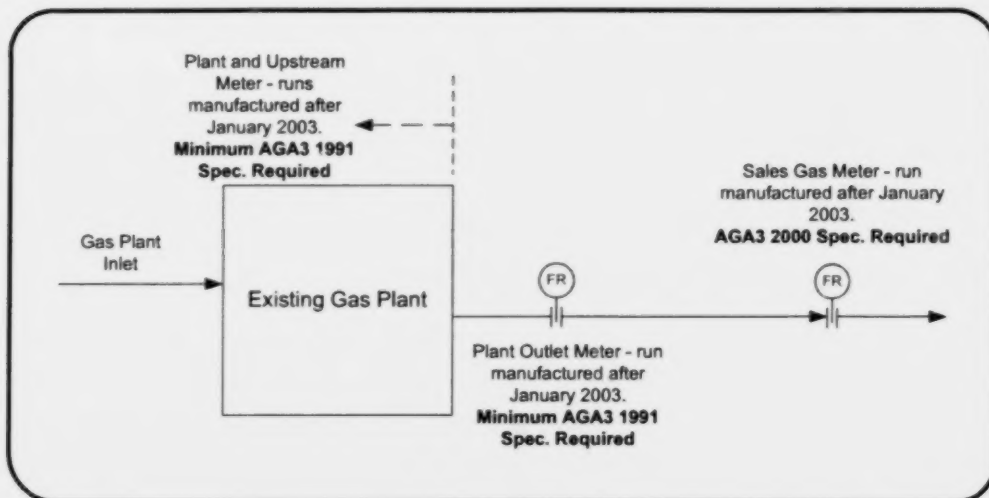 Plant and Upstream
Meter - runs
manufactured after
January 2003.
Minimum AGA3 1991
Spec. Required
Gas Plant
Inlet
Existing Gas Plant
FR
Plant Outlet Meter - run
manufactured after
January 2003.
Minimum AGA3 1991
Spec. Required
Sales Gas Meter - run
manufactured after January
2003.
AGA3 2000 Spec. Required
FR